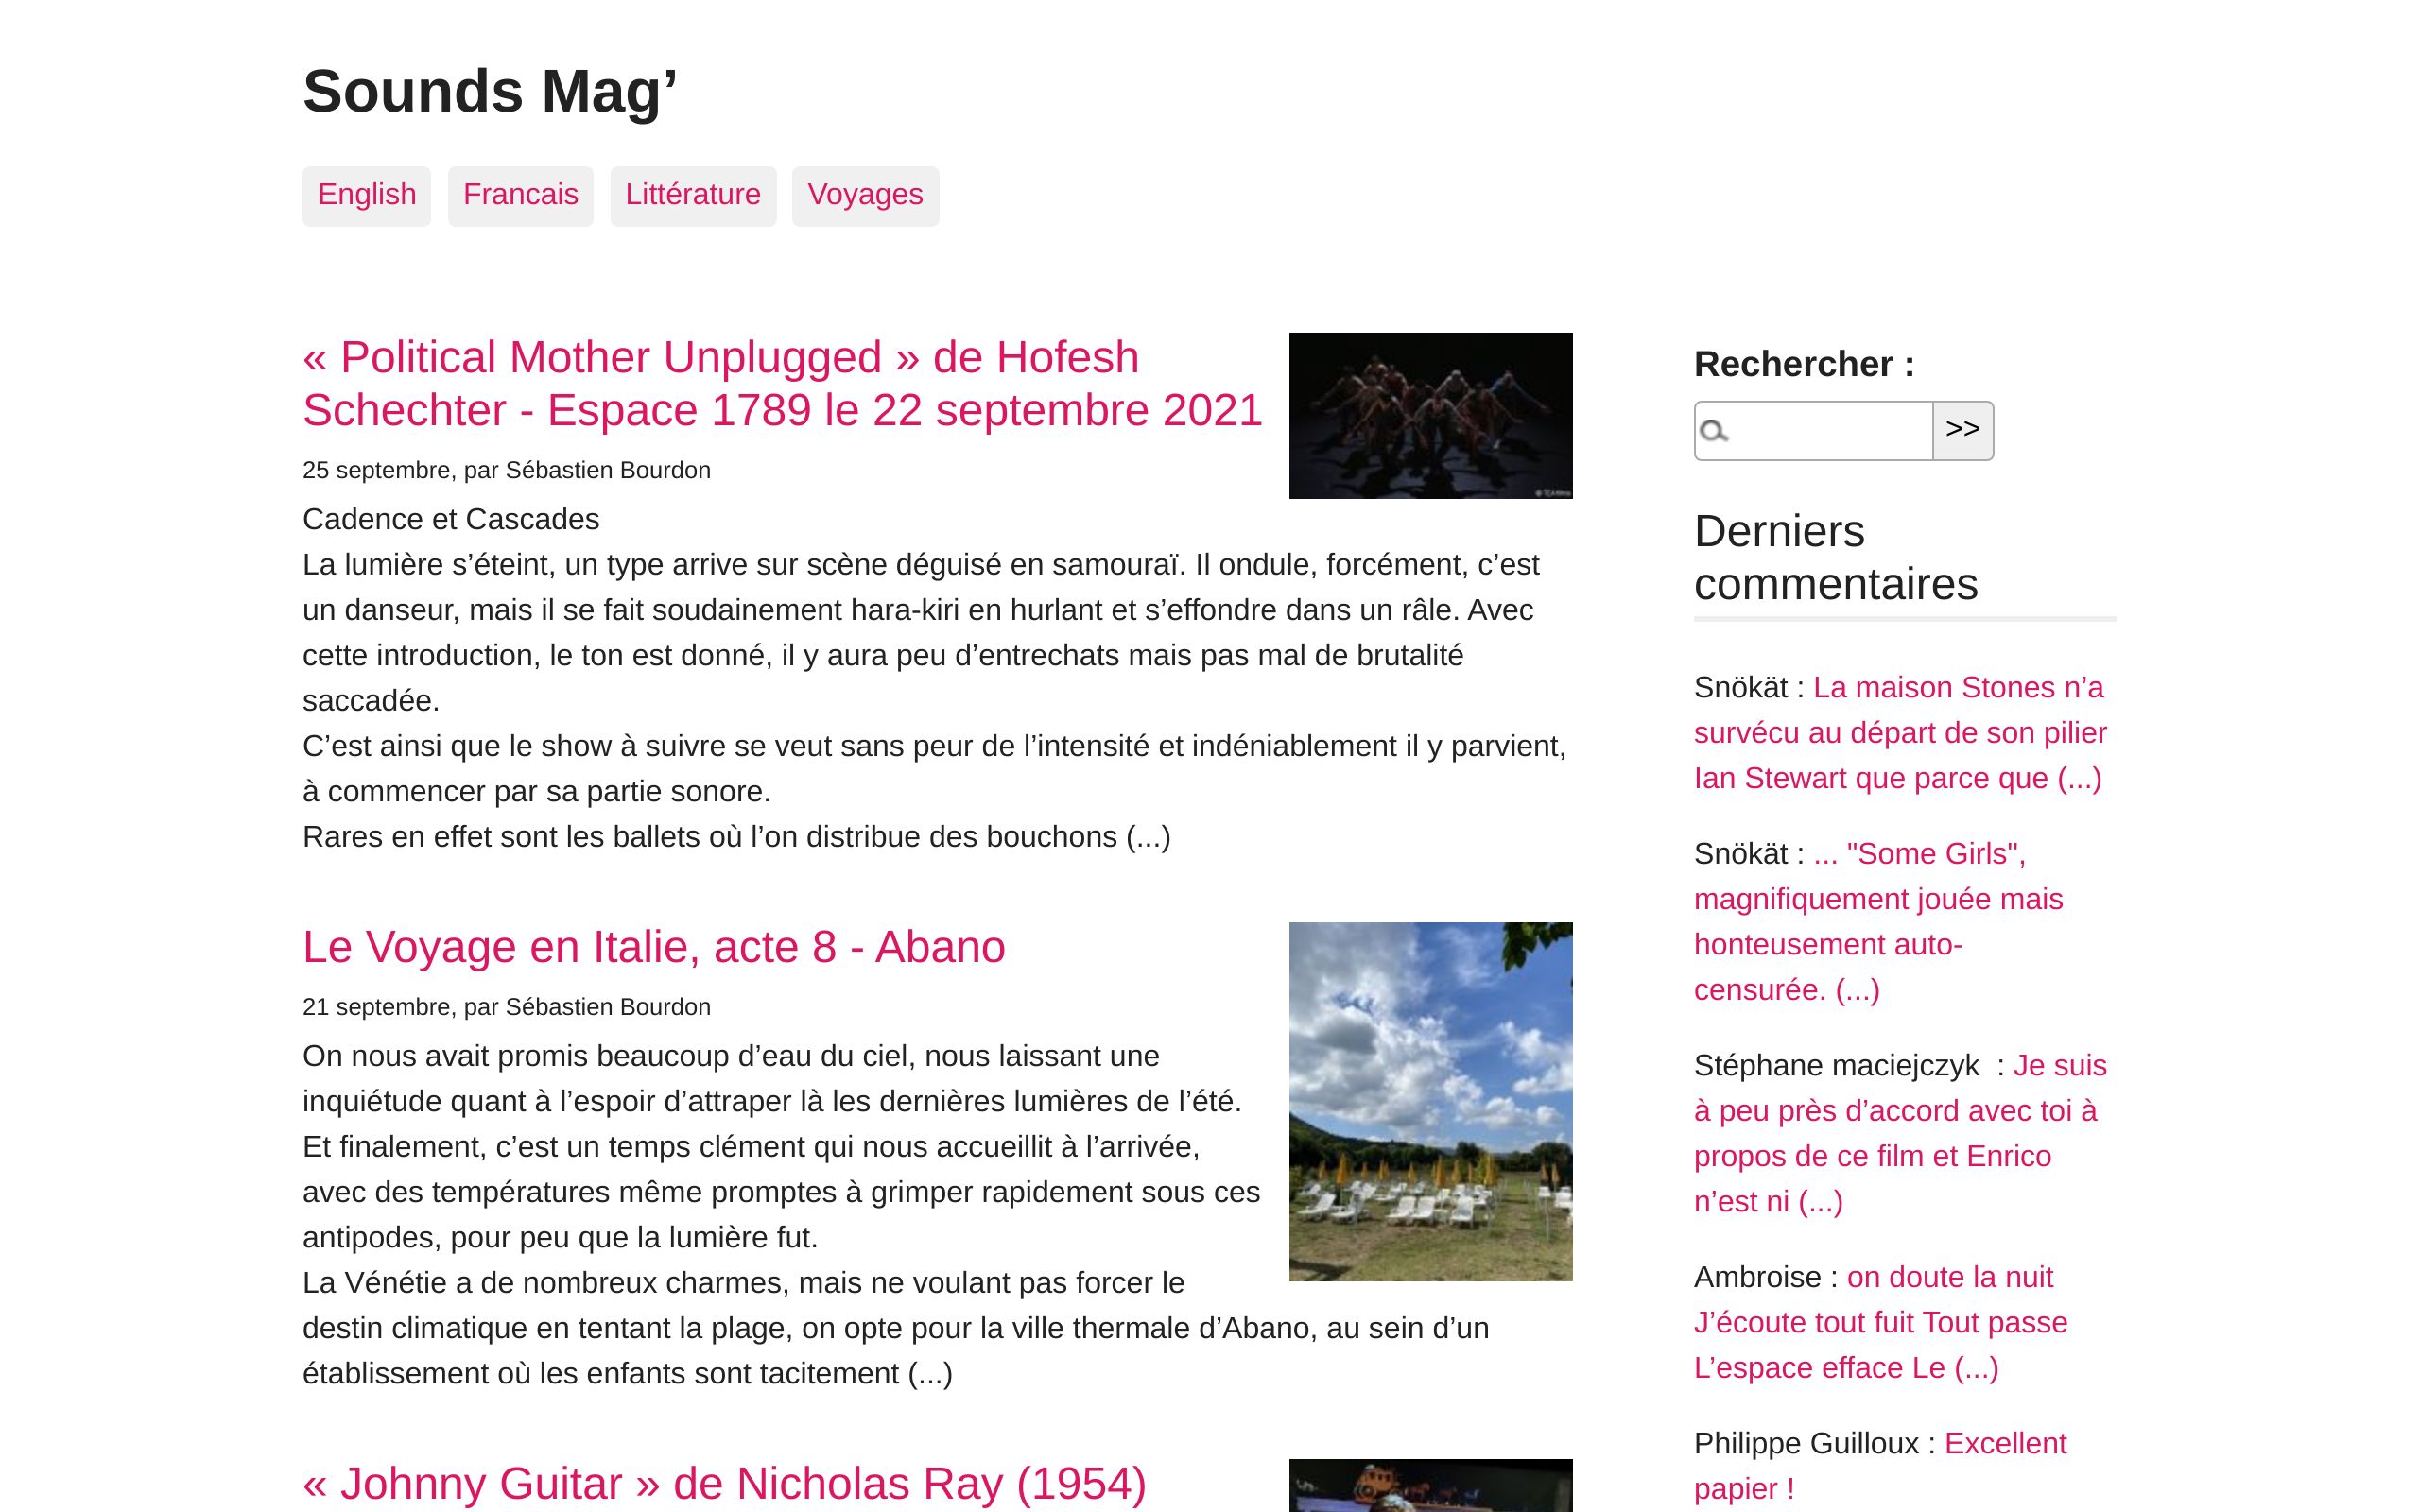 Sounds Mag’
English
Francais
Littérature
Voyages
« Political Mother Unplugged » de Hofesh
Schechter - Espace 1789 le 22 septembre 2021
25 septembre, par Sébastien Bourdon
Cadence et Cascades
La lumière s’éteint, un type arrive sur scène déguisé en samouraï. Il ondule, forcément, c’est
un danseur, mais il se fait soudainement hara-kiri en hurlant et s’effondre dans un râle. Avec
cette introduction, le ton est donné, il y aura peu d’entrechats mais pas mal de brutalité
saccadée.
C’est ainsi que le show à suivre se veut sans peur de l’intensité et indéniablement il y parvient,
à commencer par sa partie sonore.
Rares en effet sont les ballets où l’on distribue des bouchons (...)
Le Voyage en Italie, acte 8 - Abano
21 septembre, par Sébastien Bourdon
On nous avait promis beaucoup d’eau du ciel, nous laissant une
inquiétude quant à l’espoir d’attraper là les dernières lumières de l’été.
Et finalement, c’est un temps clément qui nous accueillit à l’arrivée,
avec des températures même promptes à grimper rapidement sous ces
antipodes, pour peu que la lumière fut.
La Vénétie a de nombreux charmes, mais ne voulant pas forcer le
destin climatique en tentant la plage, on opte pour la ville thermale d’Abano, au sein d’un
établissement où les enfants sont tacitement (...)
« Johnny Guitar » de Nicholas Ray (1954)
Rechercher :
>>
Derniers
commentaires
Snökät : La maison Stones n’a
survécu au départ de son pilier
Ian Stewart que parce que (...)
Snökät : ... "Some Girls",
magnifiquement jouée mais
honteusement auto-
censurée. (...)
Stéphane maciejczyk  : Je suis
à peu près d’accord avec toi à
propos de ce film et Enrico
n’est ni (...)
Ambroise : on doute la nuit
J’écoute tout fuit Tout passe
L’espace efface Le (...)
Philippe Guilloux : Excellent
papier !